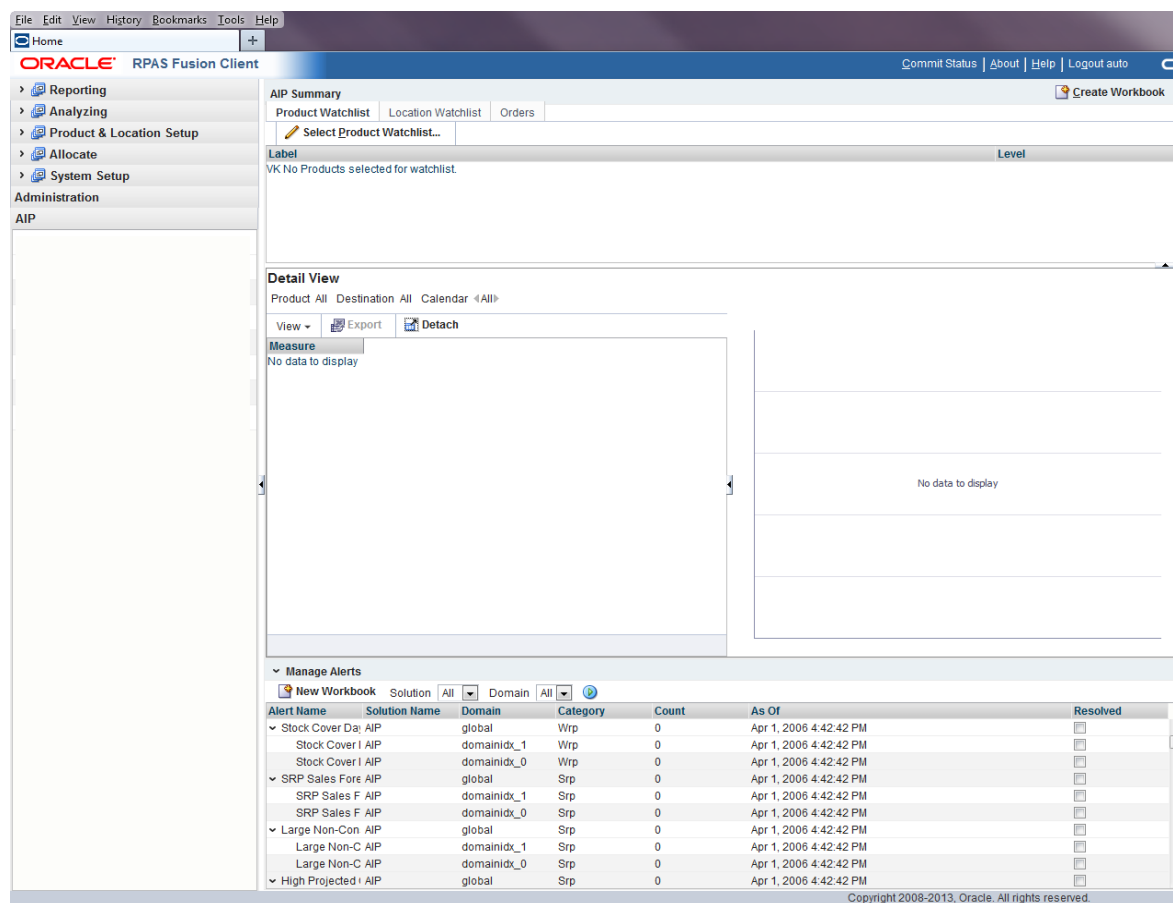 File Edit View History Bookmarks Tools Help
Home +
ORACLE RPAS Fusion Client Commit Status | About | Help | Logout auto
Reporting
Analyzing
Product & Location Setup
Allocate
System Setup
Administration
AIP
AIP Summary Create Workbook
Product Watchlist Location Watchlist Orders
Select Product Watchlist...
Label Level
VK No Products selected for watchlist.
Detail View
Product All Destination All Calendar All
View Export Detach
Measure
No data to display
No data to display
Manage Alerts
New Workbook Solution All Domain All
Alert Name Solution Name Domain Category Count As Of Resolved
Stock Cover Day AIP global Wrp 0 Apr 1, 2006 4:42:42 PM
Stock Cover AIP domainidx_1 Wrp 0 Apr 1, 2006 4:42:42 PM
Stock Cover AIP domainidx_0 Wrp 0 Apr 1, 2006 4:42:42 PM
SRP Sales Fore AIP global Srp 0 Apr 1, 2006 4:42:42 PM
SRP Sales F AIP domainidx_1 Srp 0 Apr 1, 2006 4:42:42 PM
SRP Sales F AIP domainidx_0 Srp 0 Apr 1, 2006 4:42:42 PM
Large Non-Con AIP global Srp 0 Apr 1, 2006 4:42:42 PM
Large Non-C AIP domainidx_1 Srp 0 Apr 1, 2006 4:42:42 PM
Large Non-C AIP domainidx_0 Srp 0 Apr 1, 2006 4:42:42 PM
High Projected AIP global Srp 0 Apr 1, 2006 4:42:42 PM
Copyright 2008-2013, Oracle. All rights reserved.